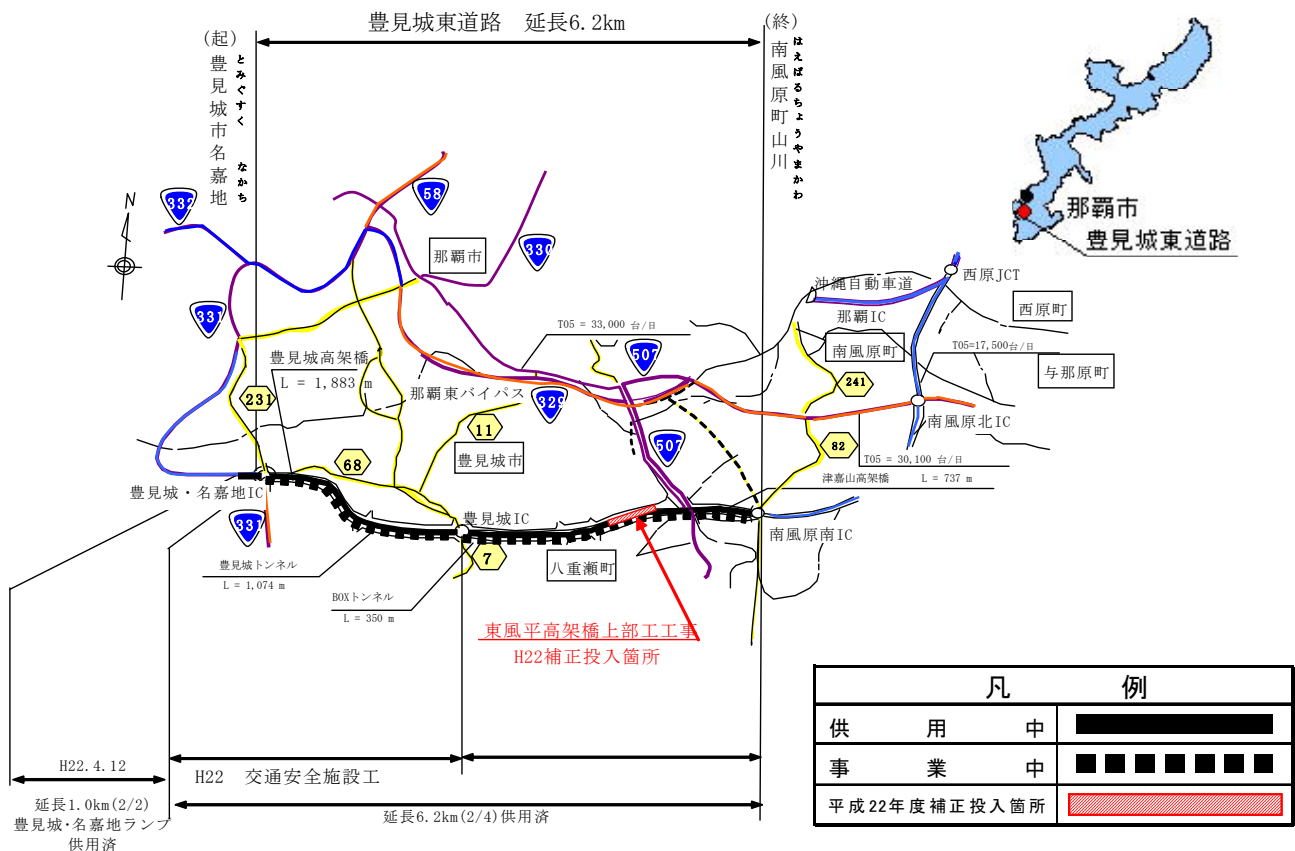 豊見城東道路　延長6.2km
(起)
豊見城市名嘉地
とみぐすく　なかち
(終)
南風原町山川
はえばるちょうやまかわ
那覇市
豊見城東道路
N
332
58
330
331
那覇市
沖縄自動車道
西原JCT
那覇IC
西原町
T05 = 33,000 台/日
507
南風原町
T05=17,500台/日
与那原町
豊見城高架橋
L = 1,883 m
那覇東バイパス
329
241
231
11
南風原北IC
68
豊見城市
507
82
T05 = 30,100 台/日
津嘉山高架橋　L = 737 m
豊見城・名嘉地IC
豊見城IC
南風原南IC
331
7
八重瀬町
豊見城トンネル
L = 1,074 m
BOXトンネル
L = 350 m
東風平高架橋上部工工事
H22補正投入箇所
凡　例
供用中
事業中
平成22年度補正投入箇所
H22.4.12
H22　交通安全施設工
延長1.0km(2/2)
豊見城・名嘉地ランプ
供用済
延長6.2km(2/4)供用済